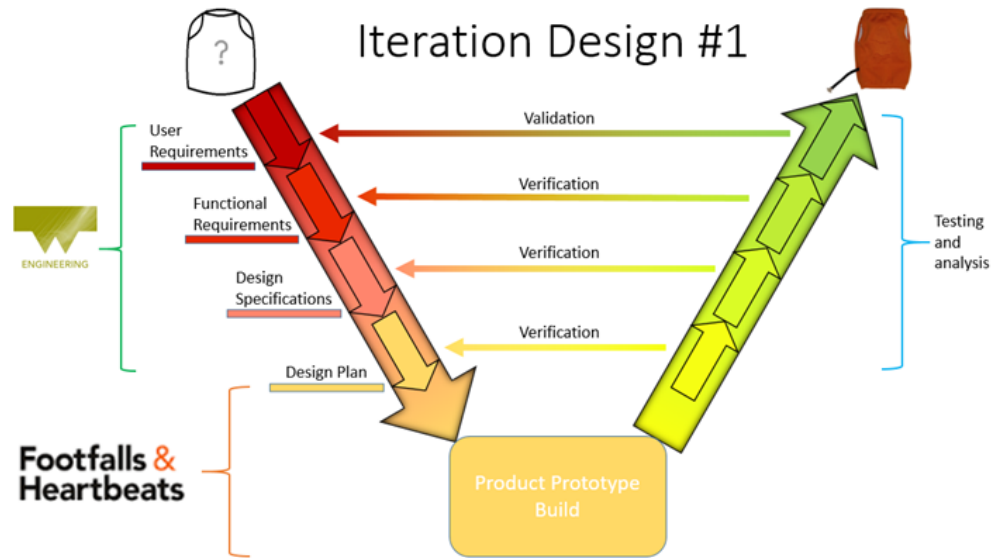 Iteration Design #1
?
User
Requirements
Functional
Requirements
Design
Specifications
Design Plan
Validation
Verification
Verification
Verification
Testing
and
analysis
ENGINEERING
Footfalls &
Heartbeats
Product Prototype
Build